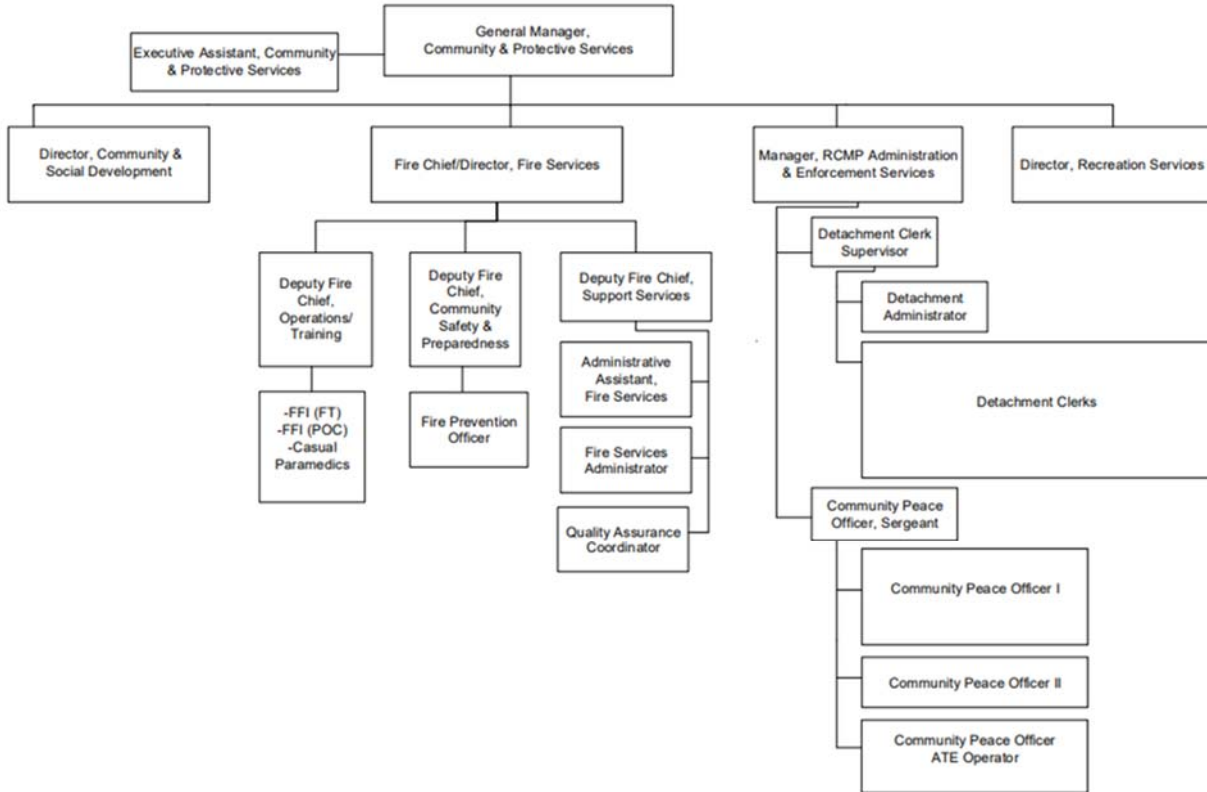 General Manager,
Community & Protective Services
Executive Assistant, Community
& Protective Services
Director, Community &
Social Development
Fire Chief/Director, Fire Services
Manager, RCMP Administration
& Enforcement Services
Director, Recreation Services
Deputy Fire
Chief,
Operations/
Training
-FFI (FT)
-FFI (POC)
-Casual
Paramedics
Deputy Fire
Chief,
Community
Safety &
Preparedness
Fire Prevention
Officer
Deputy Fire Chief,
Support Services
Administrative
Assistant,
Fire Services
Fire Services
Administrator
Quality Assurance
Coordinator
Detachment Clerk
Supervisor
Detachment
Administrator
Detachment Clerks
Community Peace
Officer, Sergeant
Community Peace Officer I
Community Peace Officer II
Community Peace Officer
ATE Operator